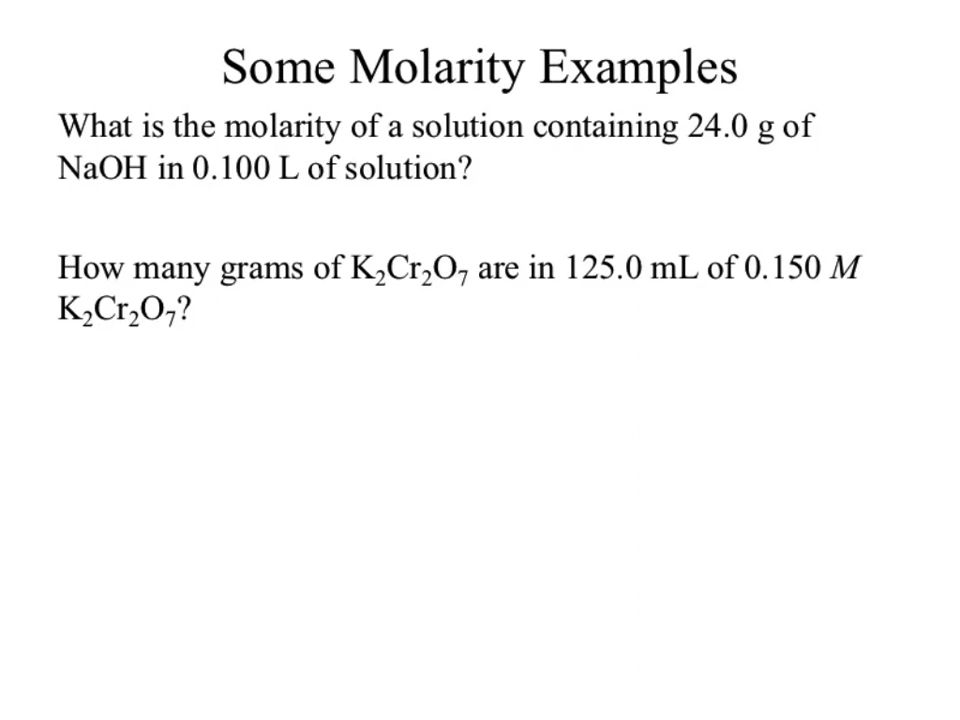 Some Molarity Examples
What is the molarity of a solution containing 24.0 g of
NaOH in 0.100 L of solution?
How many grams of K₂Cr₂O₇ are in 125.0 mL of 0.150 M
K₂Cr₂O₇?